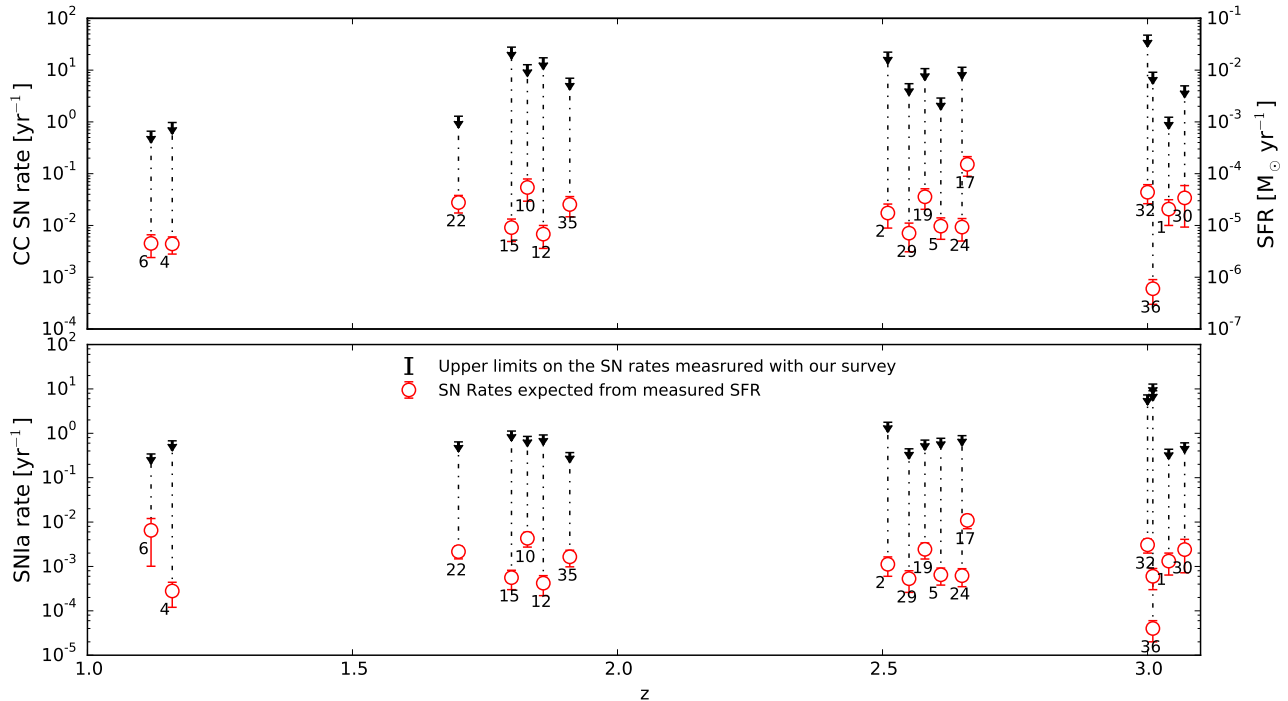 CC SN rate [yr⁻¹]
10² 10¹ 10⁰ 10⁻¹ 10⁻² 10⁻³ 10⁻⁴
6 4 22 15 10 12 35 2 29 19 5 24 17 32 36 1 30
10⁻¹ 10⁻² 10⁻³ 10⁻⁴ 10⁻⁵ 10⁻⁶ 10⁻⁷
SFR [M☉ yr⁻¹]
SNIa rate [yr⁻¹]
10² 10¹ 10⁰ 10⁻¹ 10⁻² 10⁻³ 10⁻⁴ 10⁻⁵
Upper limits on the SN rates measrured with our survey
SN Rates expected from measured SFR
6 4 22 15 10 12 35 2 29 19 5 24 17 32 36 1 30
1.0 1.5 2.0 2.5 3.0
z